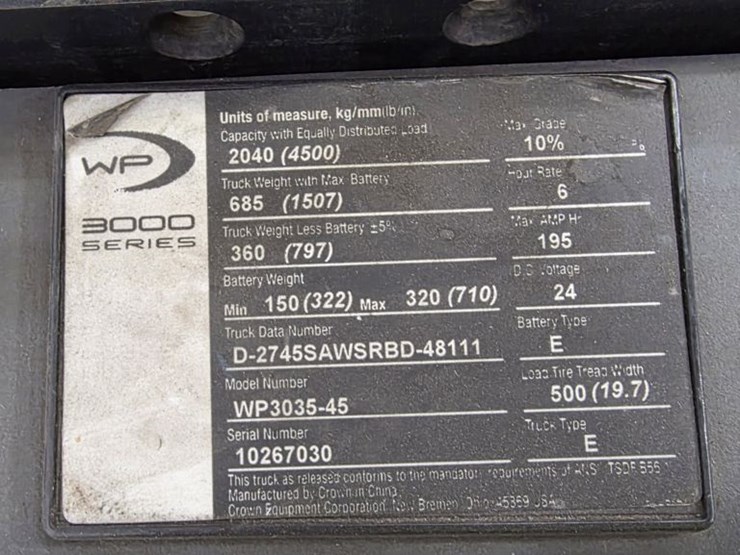 WP
3000
SERIES
Units of measure, kg/mm(lb/in)
Capacity with Equally Distributed Load
2040 (4500)
Max Grade
10% %
Truck Weight with Max Battery
685 (1507)
Hour Rate
6
Truck Weight Less Battery ±5%
360 (797)
Max AMP Hr
195
Battery Weight
Min 150 (322) Max 320 (710)
D.C. Voltage
24
Truck Data Number
D-2745SAWSRBD-48111
Battery Type
E
Model Number
WP3035-45
Load Tire Tread Width
500 (19.7)
Serial Number
10267030
Truck Type
E
This truck as released conforms to the mandatory requirements of ANSI
Manufactured by Crown in China
Crown Equipment Corporation New Bremen, Ohio 45869 USA